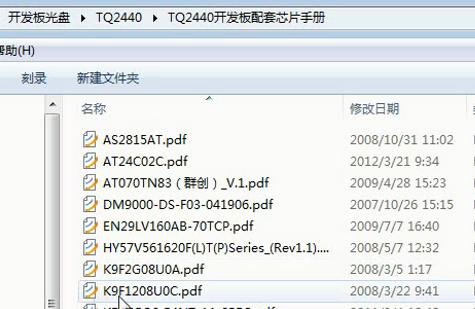 开发板光盘 ▸ TQ2440 ▸ TQ2440开发板配套芯片手册
帮助(H)
刻录 新建文件夹
名称 修改日期
AS2815AT.pdf 2008/10/31 11:02
AT24C02C.pdf 2012/3/21 9:34
AT070TN83（群创）_V.1.pdf 2009/4/28 15:23
DM9000-DS-F03-041906.pdf 2007/10/26 15:15
EN29LV160AB-70TCP.pdf 2009/7/7 16:40
HY57V561620F(L)T(P)Series_(Rev1.1).... 2008/5/7 12:32
K9F2G08U0A.pdf 2008/3/5 1:17
K9F1208U0C.pdf 2008/3/22 9:41